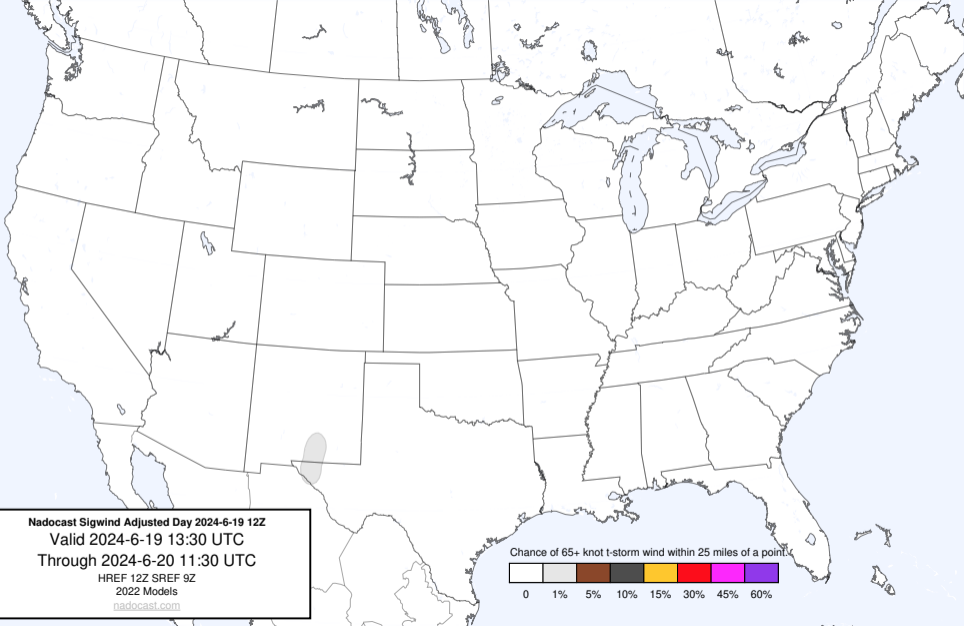 Nadocast Sigwind Adjusted Day 2024-6-19 12Z
Valid 2024-6-19 13:30 UTC
Through 2024-6-20 11:30 UTC
HREF 12Z SREF 9Z
2022 Models
nadocast.com
Chance of 65+ knot t-storm wind within 25 miles of a point.
0 1% 5% 10% 15% 30% 45% 60%